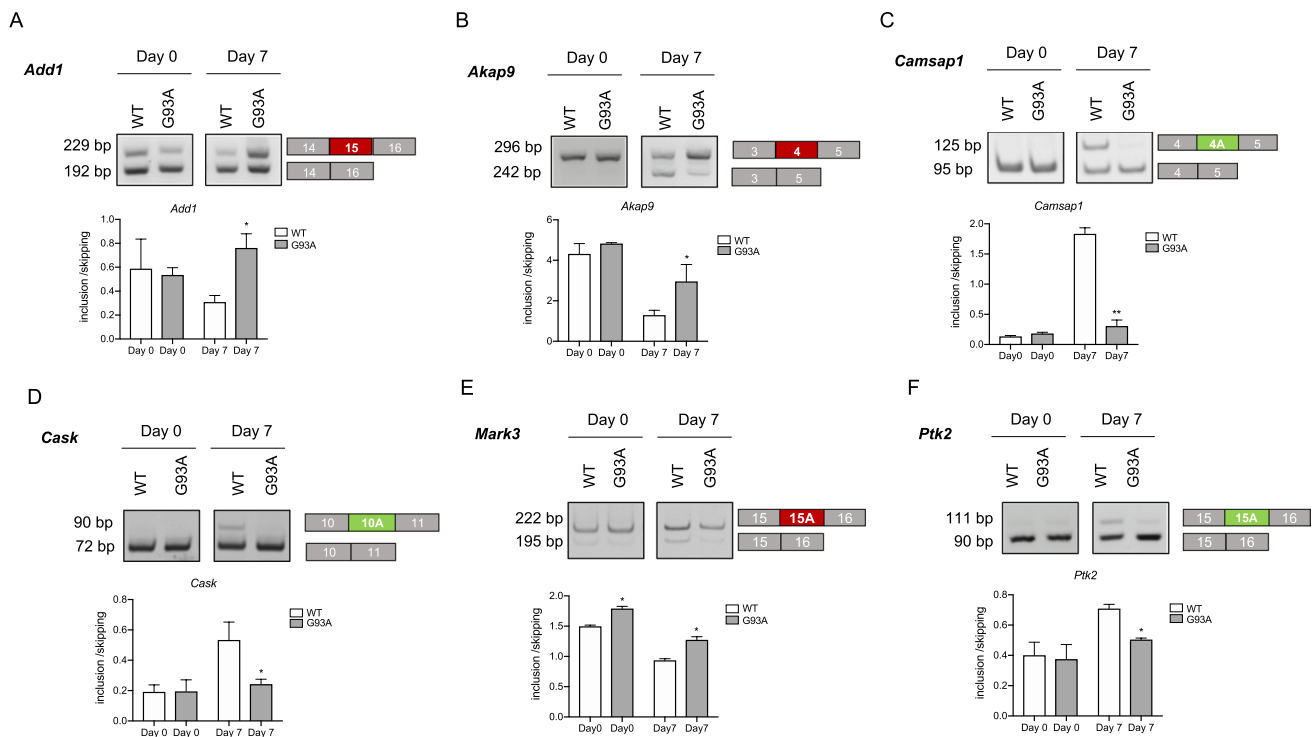 A
Add1
Day 0 Day 7
WT G93A WT G93A
229 bp
192 bp
14 15 16
14 16
Add1
inclusion /skipping
1.0
0.8
0.6
0.4
0.2
0.0
Day 0 Day 0 Day 7 Day 7
*
WT
G93A
B
Akap9
Day 0 Day 7
WT G93A WT G93A
296 bp
242 bp
3 4 5
3 5
Akap9
inclusion /skipping
6
4
2
0
Day 0 Day 0 Day 7 Day 7
*
WT
G93A
C
Camsap1
Day 0 Day 7
WT G93A WT G93A
125 bp
95 bp
4 4A 5
4 5
Camsap1
inclusion /skipping
2.0
1.5
1.0
0.5
0.0
Day0 Day0 Day7 Day7
**
WT
G93A
D
Cask
Day 0 Day 7
WT G93A WT G93A
90 bp
72 bp
10 10A 11
10 11
Cask
inclusion /skipping
0.8
0.6
0.4
0.2
0.0
Day 0 Day 0 Day 7 Day 7
*
WT
G93A
E
Mark3
Day 0 Day 7
WT G93A WT G93A
222 bp
195 bp
15 15A 16
15 16
inclusion /skipping
2.0
1.5
1.0
0.5
0.0
Day0 Day0 Day7 Day7
*
*
WT
G93A
F
Ptk2
Day 0 Day 7
WT G93A WT G93A
111 bp
90 bp
15 15A 16
15 16
Ptk2
inclusion /skipping
0.8
0.6
0.4
0.2
0.0
Day 0 Day 0 Day 7 Day 7
*
WT
G93A